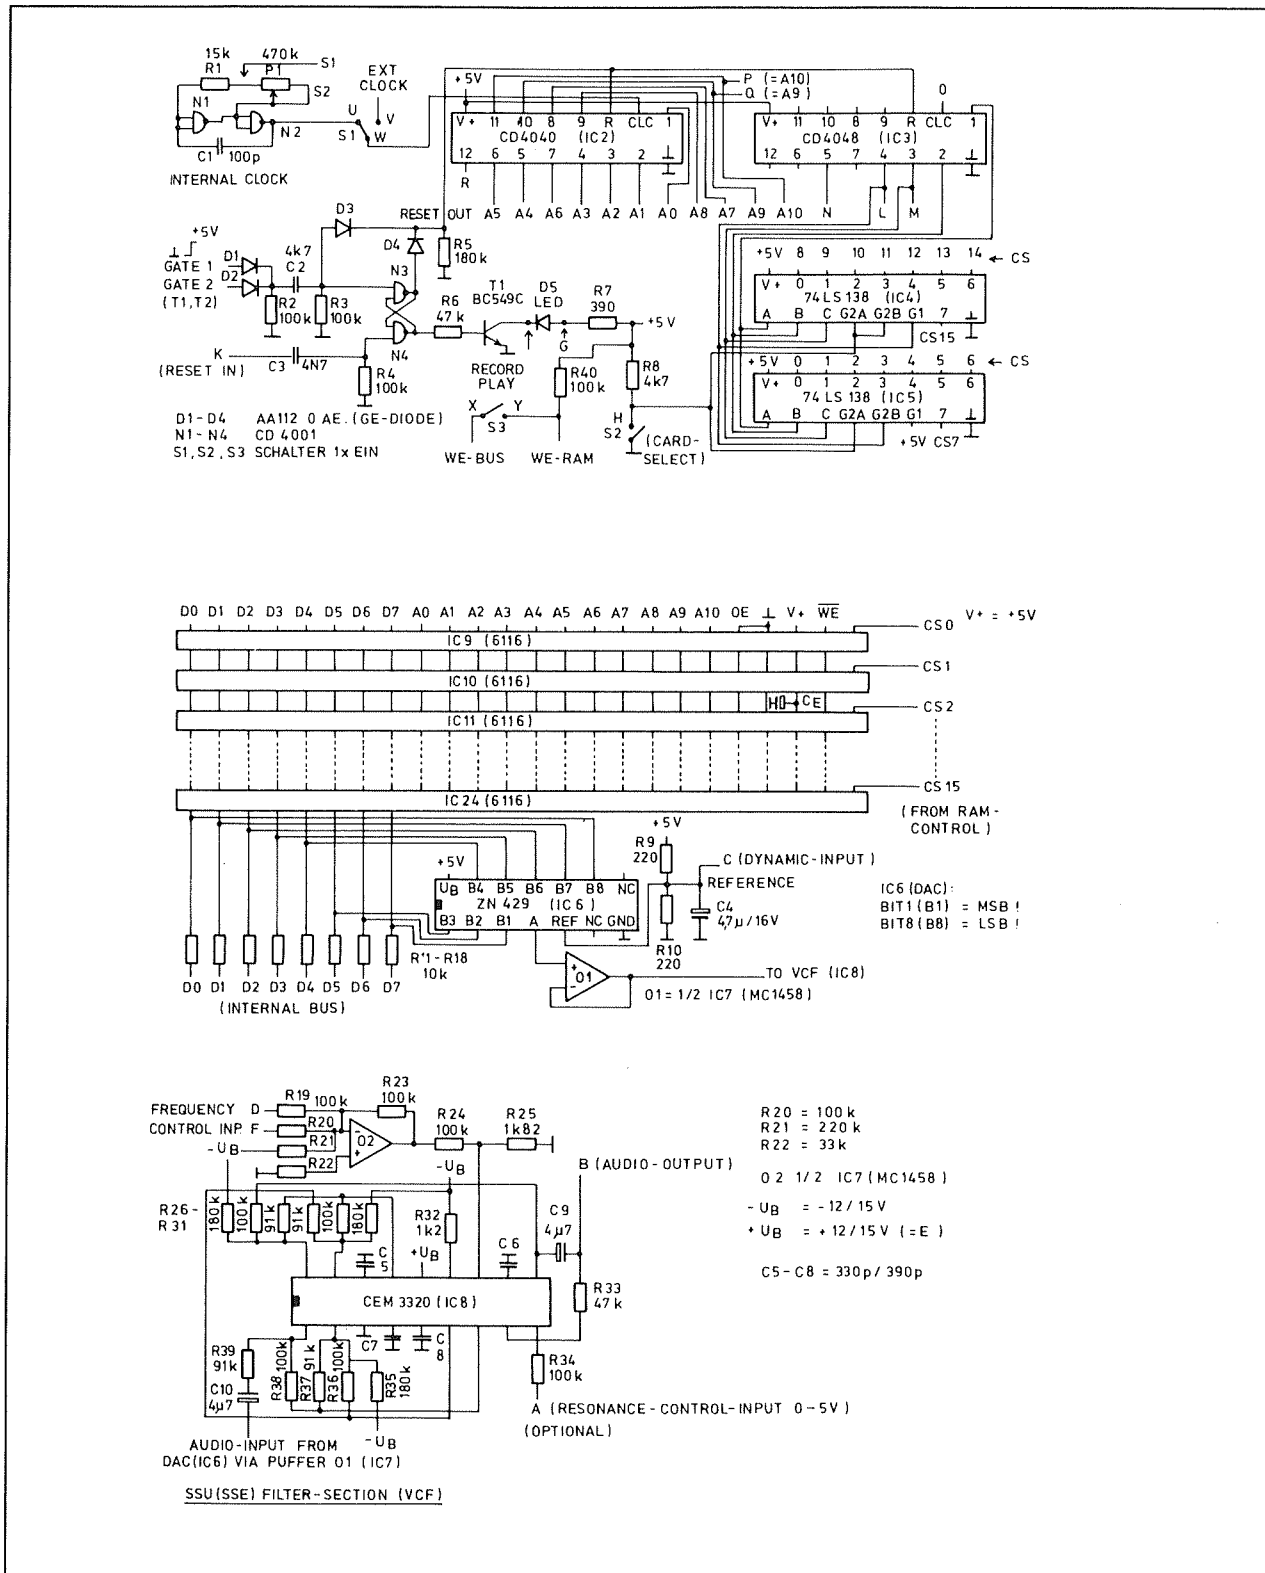 15k 470k
R1 P1 S1
EXT
CLOCK
S2
N1
N2
U V
S1 W
C1 100p
INTERNAL CLOCK
+5V
P (=A10)
Q (=A9)
0
V+ 11 10 8 9 R CLC 1
CD4040 (IC2)
12 6 5 7 4 3 2 ⊥
R
V+ 11 10 8 9 R CLC 1
CD4048 (IC3)
12 6 5 7 4 3 2 ⊥
A5 A4 A6 A3 A2 A1 A0 A8 A7 A9 A10 N L M
D3
RESET OUT
+5V
GATE 1 D1
GATE 2 D2
(T1,T2)
4k7
C2
D4
R5
180k
N3
R2
100k
R3
100k
R6
47k
T1
BC549C
D5
LED
R7
390
+5V
G
N4
K
(RESET IN)
C3 4N7
R4
100k
RECORD
PLAY
R40
100k
R8
4k7
X Y
S3
H
S2
(CARD-
SELECT)
WE-BUS WE-RAM
D1-D4 AA112 O AE. (GE-DIODE)
N1-N4 CD 4001
S1,S2,S3 SCHALTER 1x EIN
+5V 8 9 10 11 12 13 14 ← CS
V+ 0 1 2 3 4 5 6
74LS138 (IC4)
A B C G2A G2B G1 7 ⊥
CS15
+5V 0 1 2 3 4 5 6 ← CS
V+ 0 1 2 3 4 5 6
74 LS 138 (IC5)
A B C G2A G2B G1 7 ⊥
+5V CS7
D0 D1 D2 D3 D4 D5 D6 D7 A0 A1 A2 A3 A4 A5 A6 A7 A8 A9 A10 OE ⊥ V+ WE
V+ = +5V
CS0
IC9 (6116)
CS1
IC10 (6116)
H CE
CS2
IC11 (6116)
CS15
IC24 (6116)
(FROM RAM-
CONTROL)
+5V
R9
220
C (DYNAMIC-INPUT)
REFERENCE
+5V
UB B4 B5 B6 B7 B8 NC
ZN 429 (IC6)
B3 B2 B1 A REF NC GND
C4
4,7µ/16V
R10
220
IC6 (DAC):
BIT1 (B1) = MSB !
BIT8 (B8) = LSB !
R11-R18
10k
D0 D1 D2 D3 D4 D5 D6 D7
(INTERNAL BUS)
+
-
O1
TO VCF (IC8)
O1 = 1/2 IC7 (MC1458)
R19
100k
R23
100k
FREQUENCY D
CONTROL INP. F
R20
-UB
R21
R22
-
+
O2
R24
100k
R25
1k82
-UB
B (AUDIO-OUTPUT)
R20 = 100k
R21 = 220k
R22 = 33k
O2 1/2 IC7 (MC1458)
-UB = -12/15V
+UB = +12/15V (=E)
C5-C8 = 330p/390p
R26-
R31
180k 100k 91k 91k 100k 180k
C5
+UB
R32
1k2
C6
C9
4µ7
R33
47k
CEM 3320 (IC8)
C7
C8
R39
91k
C10
4µ7
R38 100k
R37 91k
R36 100k
R35 180k
-UB
R34
100k
A (RESONANCE-CONTROL-INPUT 0-5V)
(OPTIONAL)
AUDIO-INPUT FROM
DAC(IC6) VIA PUFFER O1 (IC7)
SSU(SSE) FILTER-SECTION (VCF)